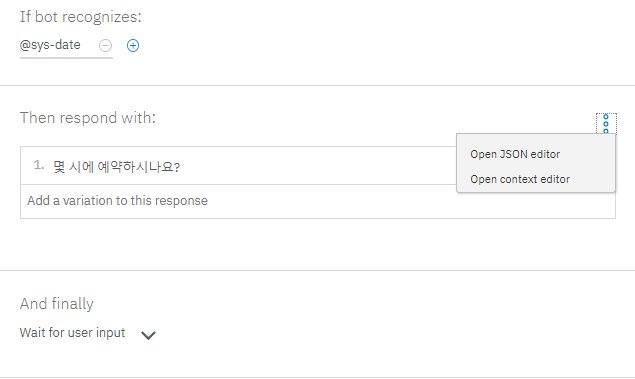 If bot recognizes:
@sys-date
Then respond with:
Open JSON editor
1. 몇 시에 예약하시나요?
Open context editor
Add a variation to this response
And finally
Wait for user input